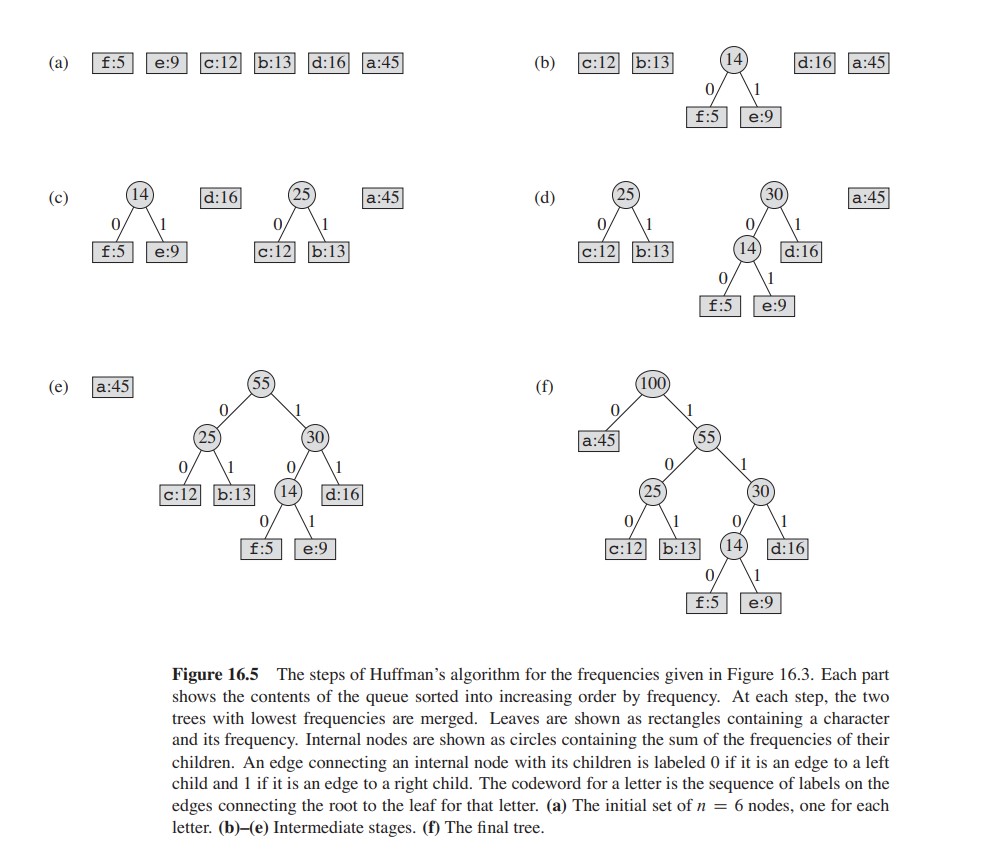 (a) f:5 e:9 c:12 b:13 d:16 a:45
(b) c:12 b:13 14 d:16 a:45
0 1
f:5 e:9
(c) 14 d:16 25 a:45
0 1 0 1
f:5 e:9 c:12 b:13
(d) 25 30 a:45
0 1 0 1
c:12 b:13 14 d:16
0 1
f:5 e:9
(e) a:45 55
0 1
25 30
0 1 0 1
c:12 b:13 14 d:16
0 1
f:5 e:9
(f) 100
0 1
a:45 55
0 1
25 30
0 1 0 1
c:12 b:13 14 d:16
0 1
f:5 e:9
Figure 16.5 The steps of Huffman's algorithm for the frequencies given in Figure 16.3. Each part
shows the contents of the queue sorted into increasing order by frequency. At each step, the two
trees with lowest frequencies are merged. Leaves are shown as rectangles containing a character
and its frequency. Internal nodes are shown as circles containing the sum of the frequencies of their
children. An edge connecting an internal node with its children is labeled 0 if it is an edge to a left
child and 1 if it is an edge to a right child. The codeword for a letter is the sequence of labels on the
edges connecting the root to the leaf for that letter. (a) The initial set of n = 6 nodes, one for each
letter. (b)–(e) Intermediate stages. (f) The final tree.